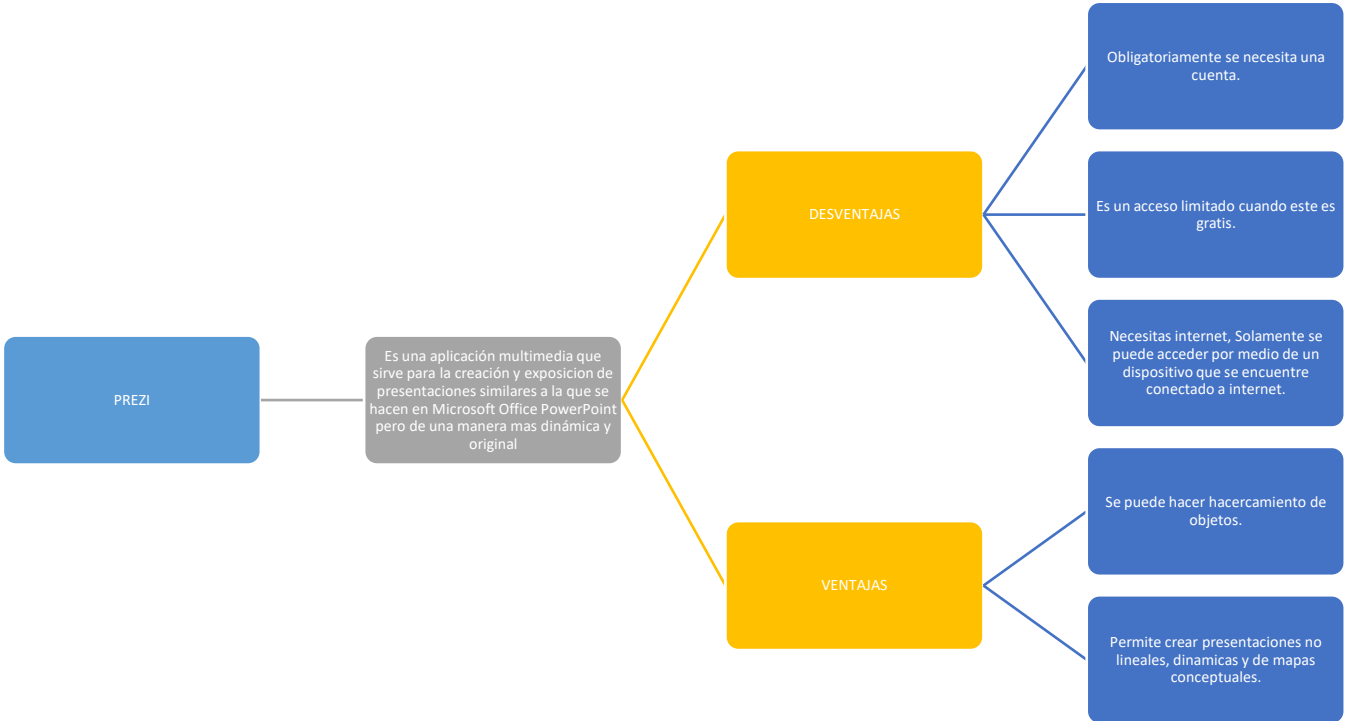 PREZI
Es una aplicación multimedia que
sirve para la creación y exposicion de
presentaciones similares a la que se
hacen en Microsoft Office PowerPoint
pero de una manera mas dinámica y
original
DESVENTAJAS
Obligatoriamente se necesita una
cuenta.
Es un acceso limitado cuando este es
gratis.
Necesitas internet, Solamente se
puede acceder por medio de un
dispositivo que se encuentre
conectado a internet.
VENTAJAS
Se puede hacer hacercamiento de
objetos.
Permite crear presentaciones no
lineales, dinamicas y de mapas
conceptuales.